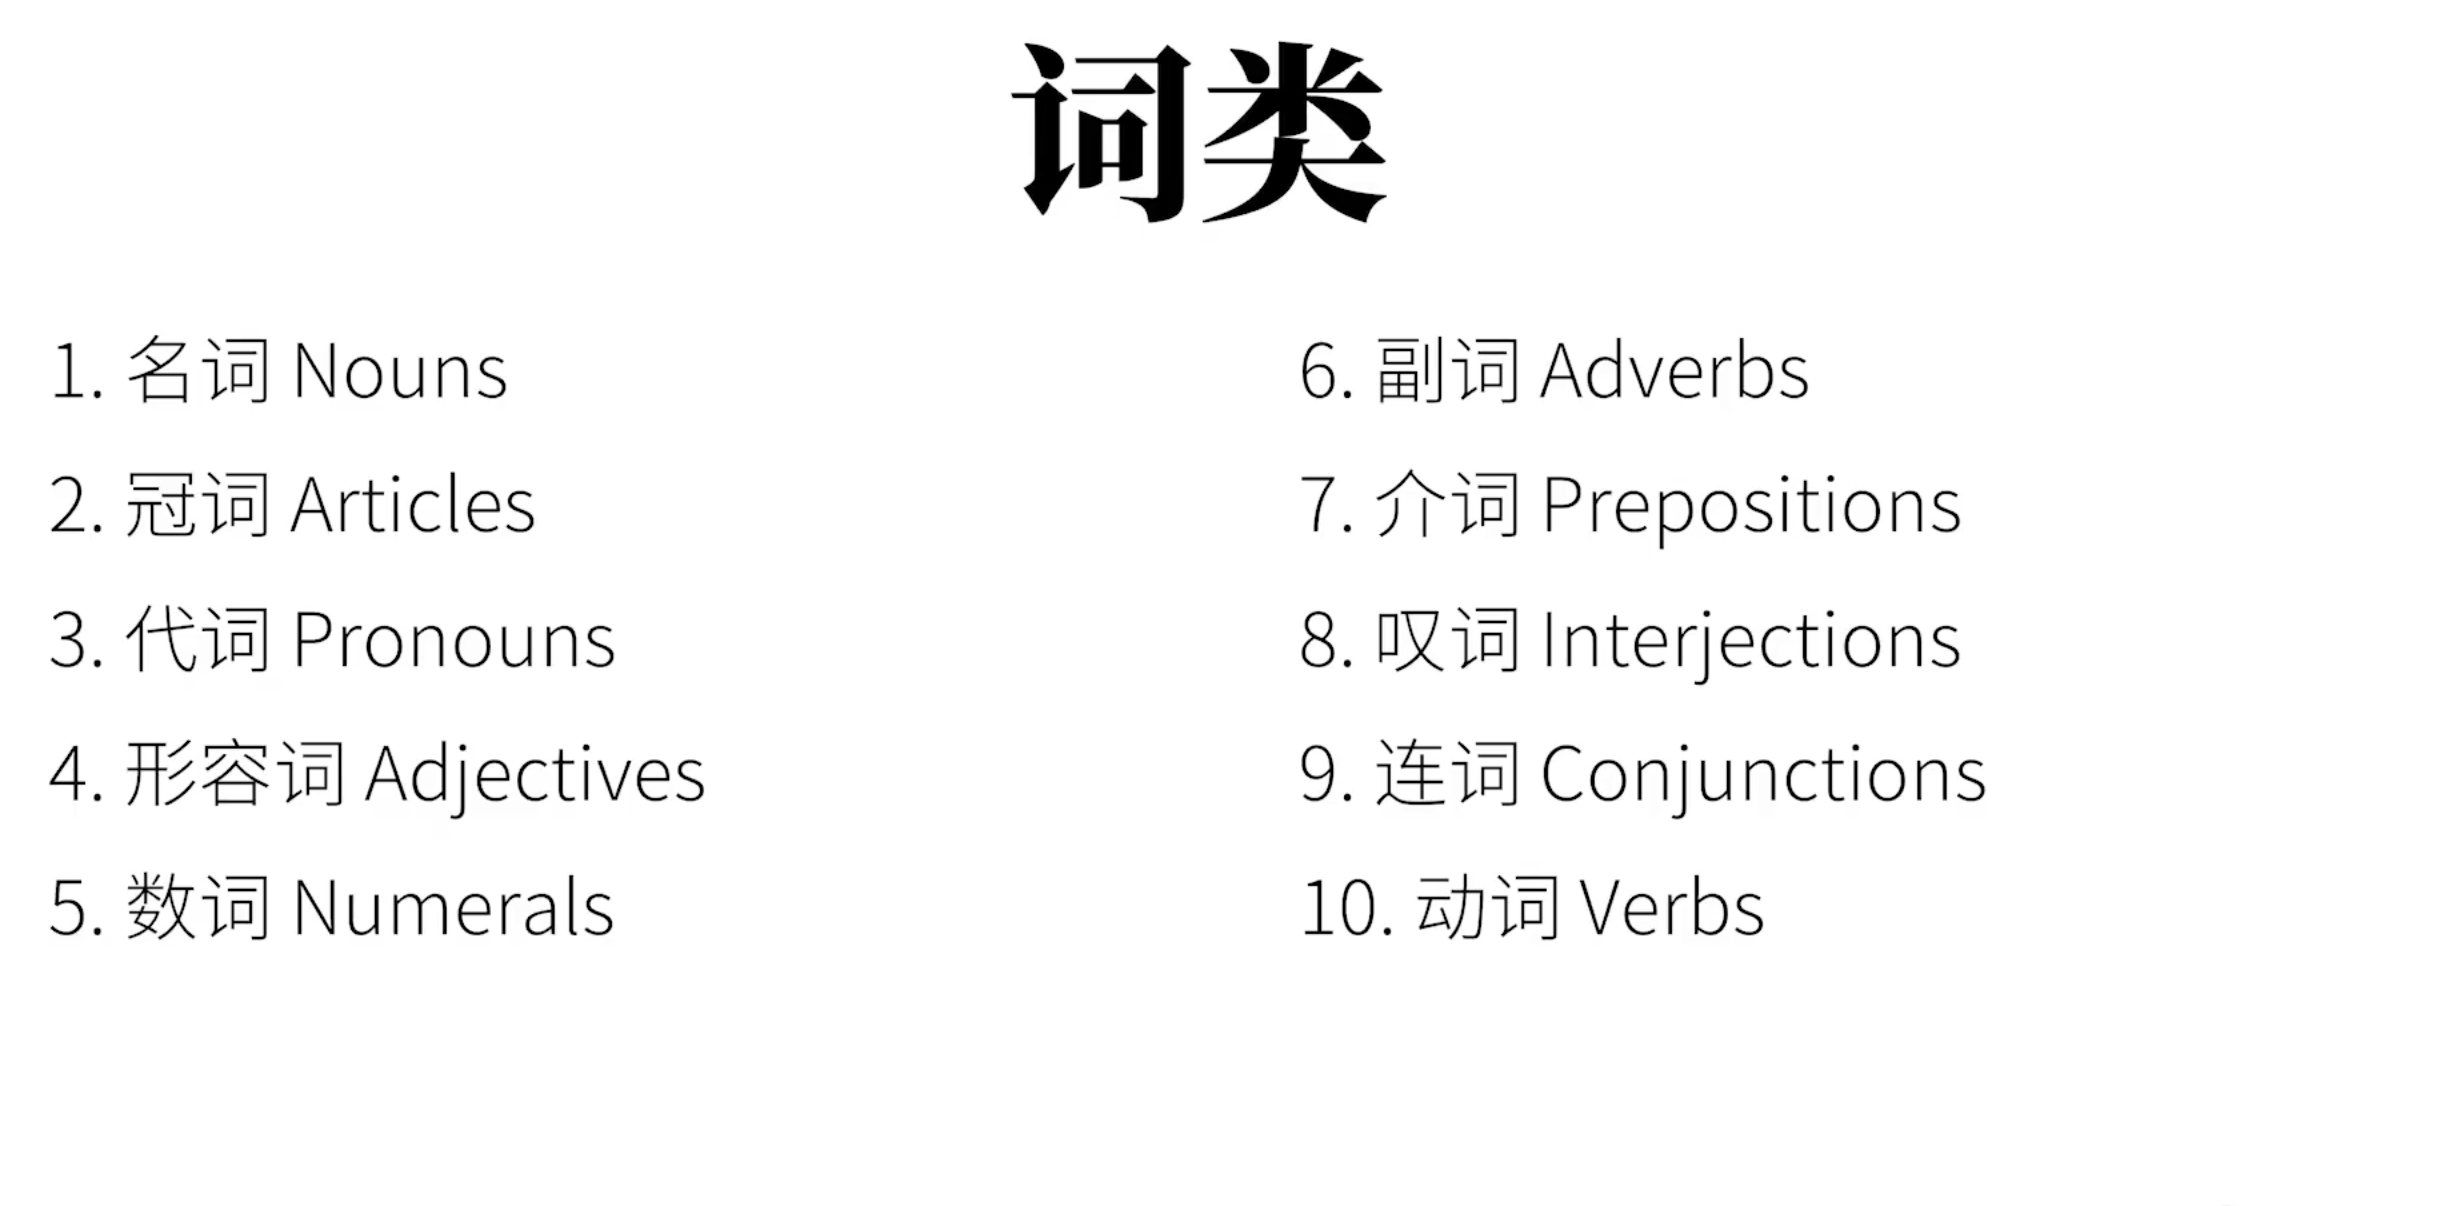 词类
1. 名词 Nouns
2. 冠词 Articles
3. 代词 Pronouns
4. 形容词 Adjectives
5. 数词 Numerals
6. 副词 Adverbs
7. 介词 Prepositions
8. 叹词 Interjections
9. 连词 Conjunctions
10. 动词 Verbs